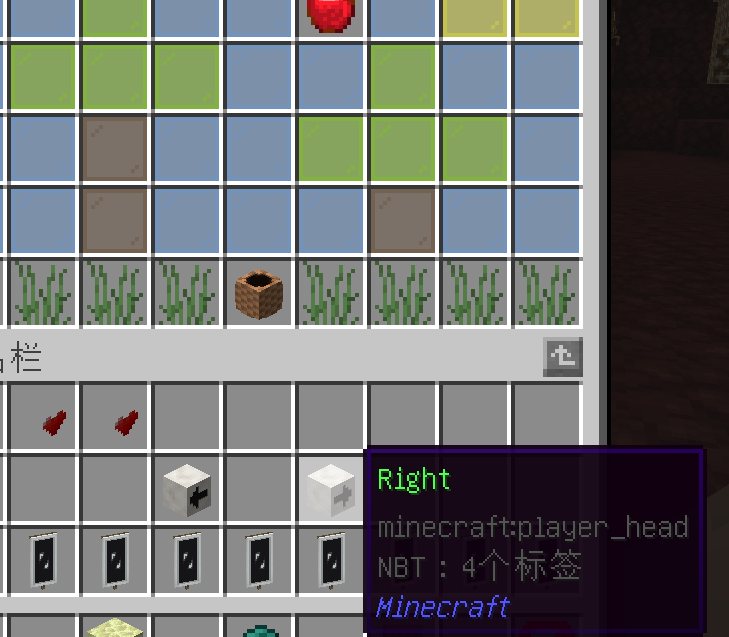 栏
Right
minecraft:player_head
NBT : 4个标签
Minecraft